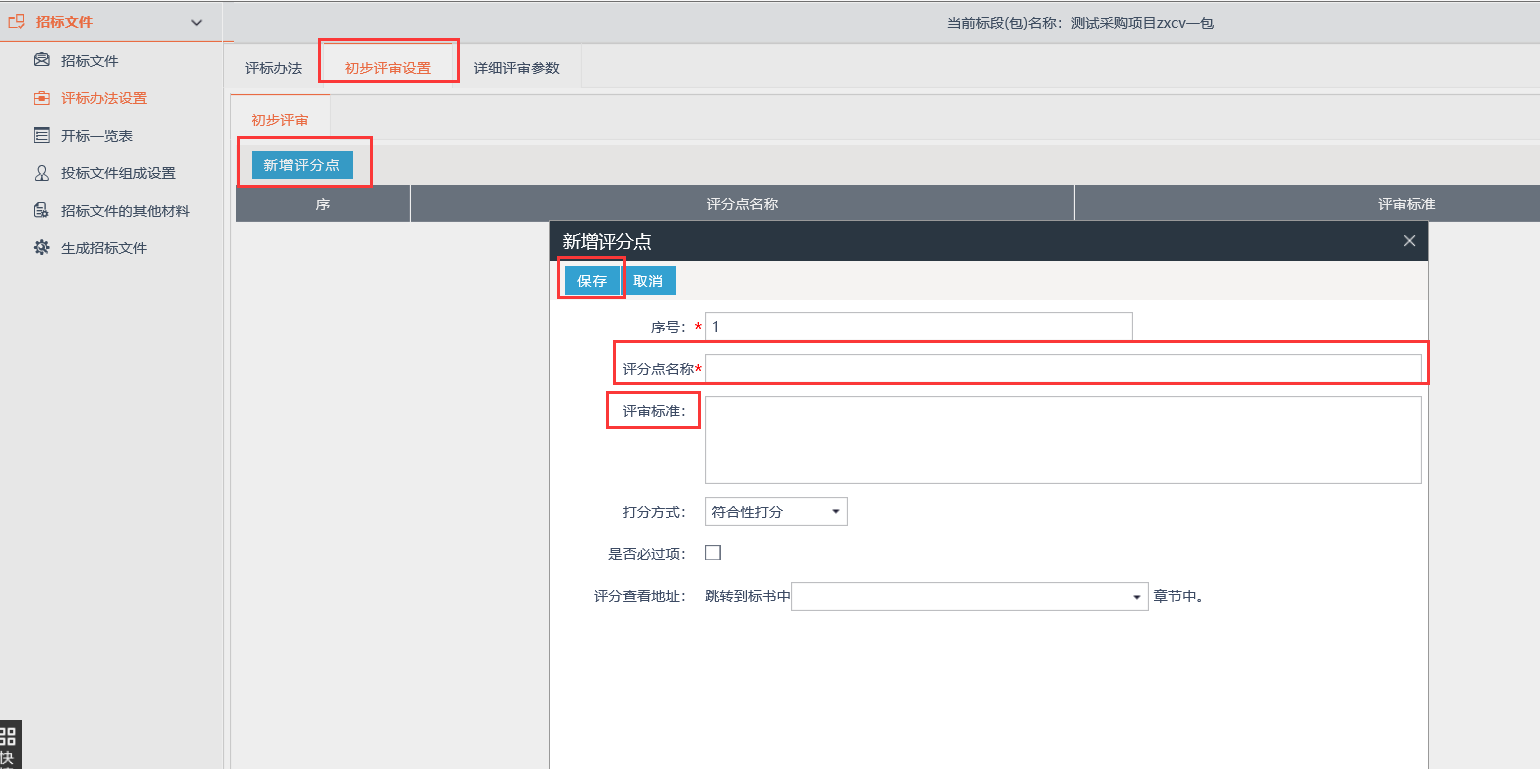 招标文件
当前标段(包)名称：测试采购项目zxcv一包
招标文件
评标办法设置
开标一览表
投标文件组成设置
招标文件的其他材料
生成招标文件
评标办法
初步评审设置
详细评审参数
初步评审
新增评分点
序
评分点名称
评审标准
新增评分点
保存
取消
序号：*
1
评分点名称*
评审标准：
打分方式：
符合性打分
是否必过项：
评分查看地址：
跳转到标书中
章节中。
快